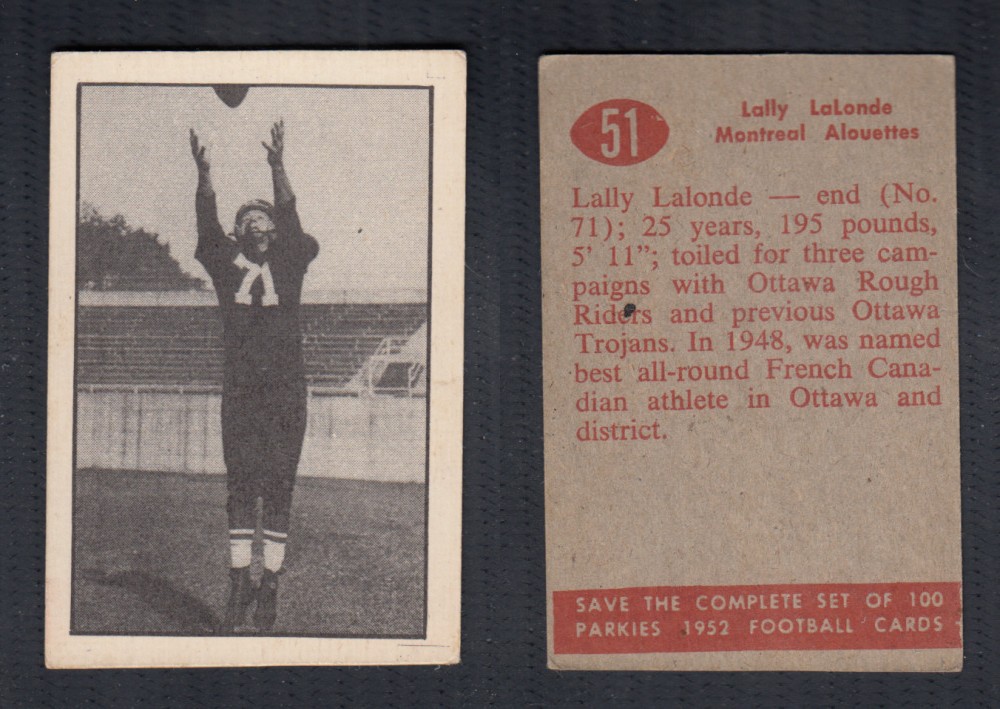 71
51
Lally LaLonde
Montreal Alouettes
Lally Lalonde — end (No.
71); 25 years, 195 pounds,
5' 11”; toiled for three cam-
paigns with Ottawa Rough
Riders and previous Ottawa
Trojans. In 1948, was named
best all-round French Cana-
dian athlete in Ottawa and
district.
SAVE THE COMPLETE SET OF 100
PARKIES 1952 FOOTBALL CARDS